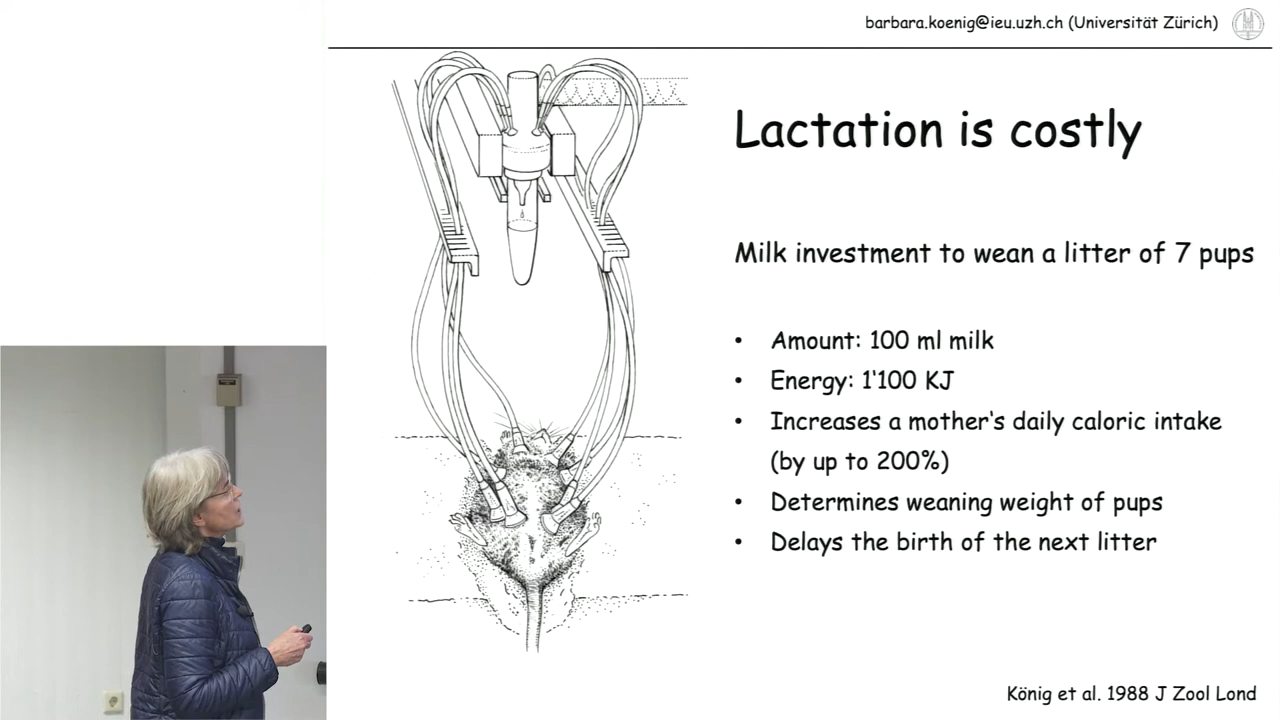 barbara.koenig@ieu.uzh.ch (Universität Zürich)
Lactation is costly
Milk investment to wean a litter of 7 pups
• Amount: 100 ml milk
• Energy: 1'100 KJ
• Increases a mother's daily caloric intake
(by up to 200%)
• Determines weaning weight of pups
• Delays the birth of the next litter
König et al. 1988 J Zool Lond